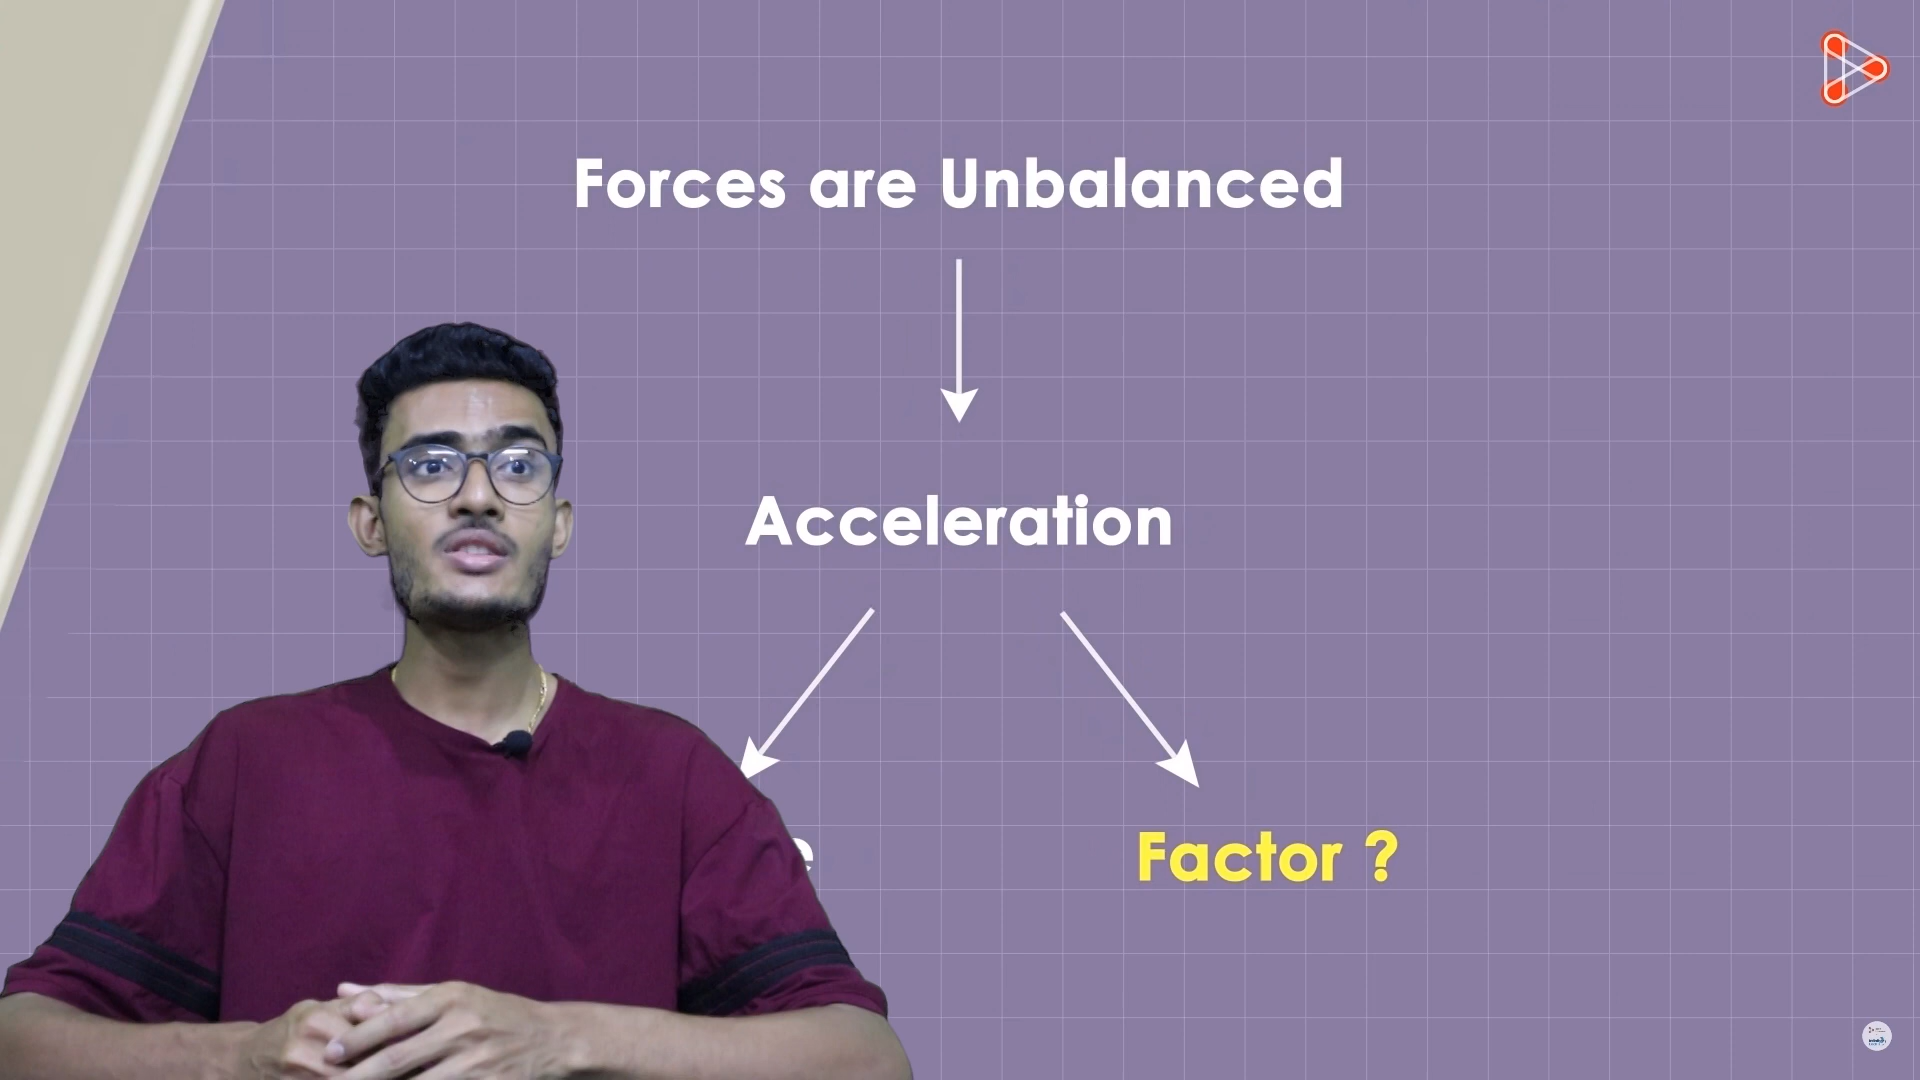 Forces are Unbalanced
Acceleration
Factor ?